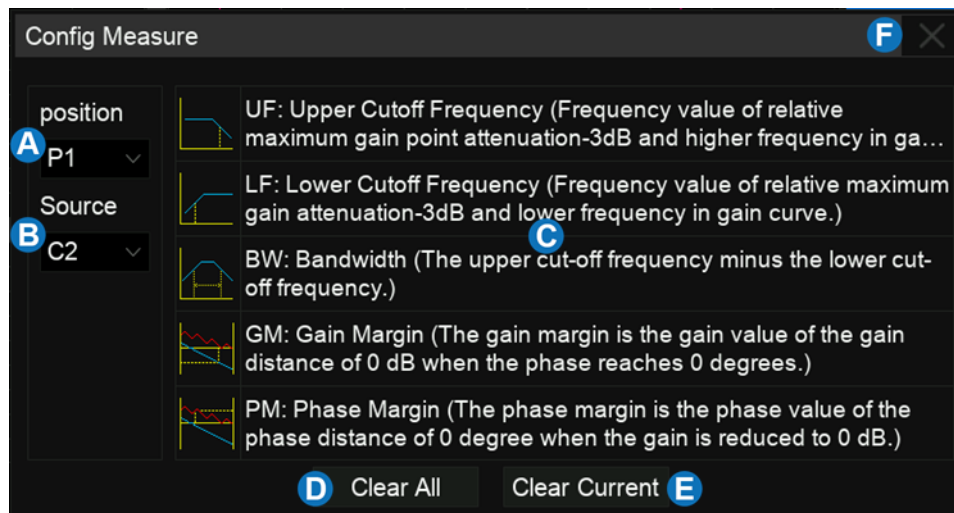 Config Measure
F
position
A
P1
Source
B
C2
UF: Upper Cutoff Frequency (Frequency value of relative
maximum gain point attenuation-3dB and higher frequency in ga…
LF: Lower Cutoff Frequency (Frequency value of relative maximum
gain attenuation-3dB and lower frequency in gain curve.)
C
BW: Bandwidth (The upper cut-off frequency minus the lower cut-
off frequency.)
GM: Gain Margin (The gain margin is the gain value of the gain
distance of 0 dB when the phase reaches 0 degrees.)
PM: Phase Margin (The phase margin is the phase value of the
phase distance of 0 degree when the gain is reduced to 0 dB.)
D Clear All Clear Current E